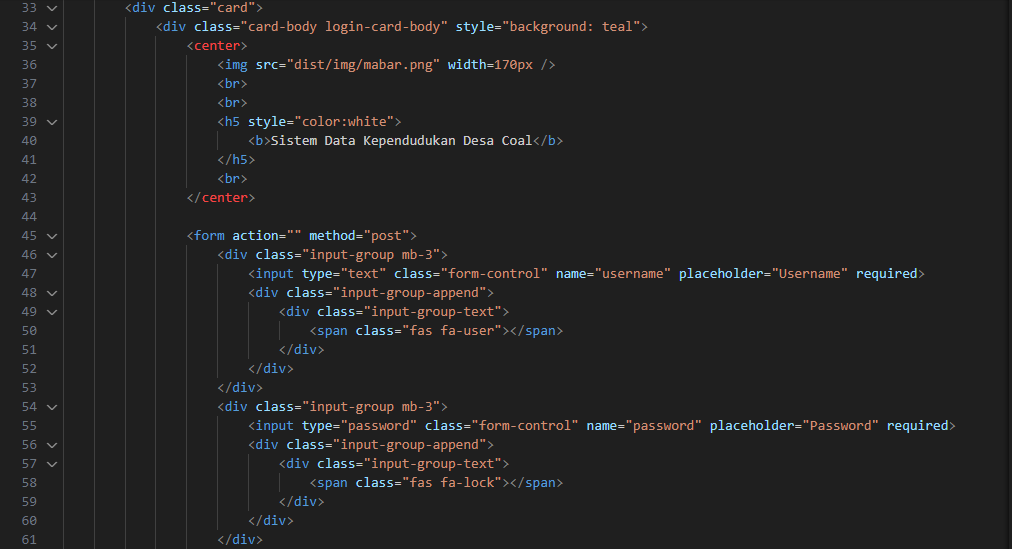 33 <div class="card">
34 <div class="card-body login-card-body" style="background: teal">
35 <center>
36 <img src="dist/img/mabar.png" width=170px />
37 <br>
38 <br>
39 <h5 style="color:white">
40 <b>Sistem Data Kependudukan Desa Coal</b>
41 </h5>
42 <br>
43 </center>
44
45 <form action="" method="post">
46 <div class="input-group mb-3">
47 <input type="text" class="form-control" name="username" placeholder="Username" required>
48 <div class="input-group-append">
49 <div class="input-group-text">
50 <span class="fas fa-user"></span>
51 </div>
52 </div>
53 </div>
54 <div class="input-group mb-3">
55 <input type="password" class="form-control" name="password" placeholder="Password" required>
56 <div class="input-group-append">
57 <div class="input-group-text">
58 <span class="fas fa-lock"></span>
59 </div>
60 </div>
61 </div>